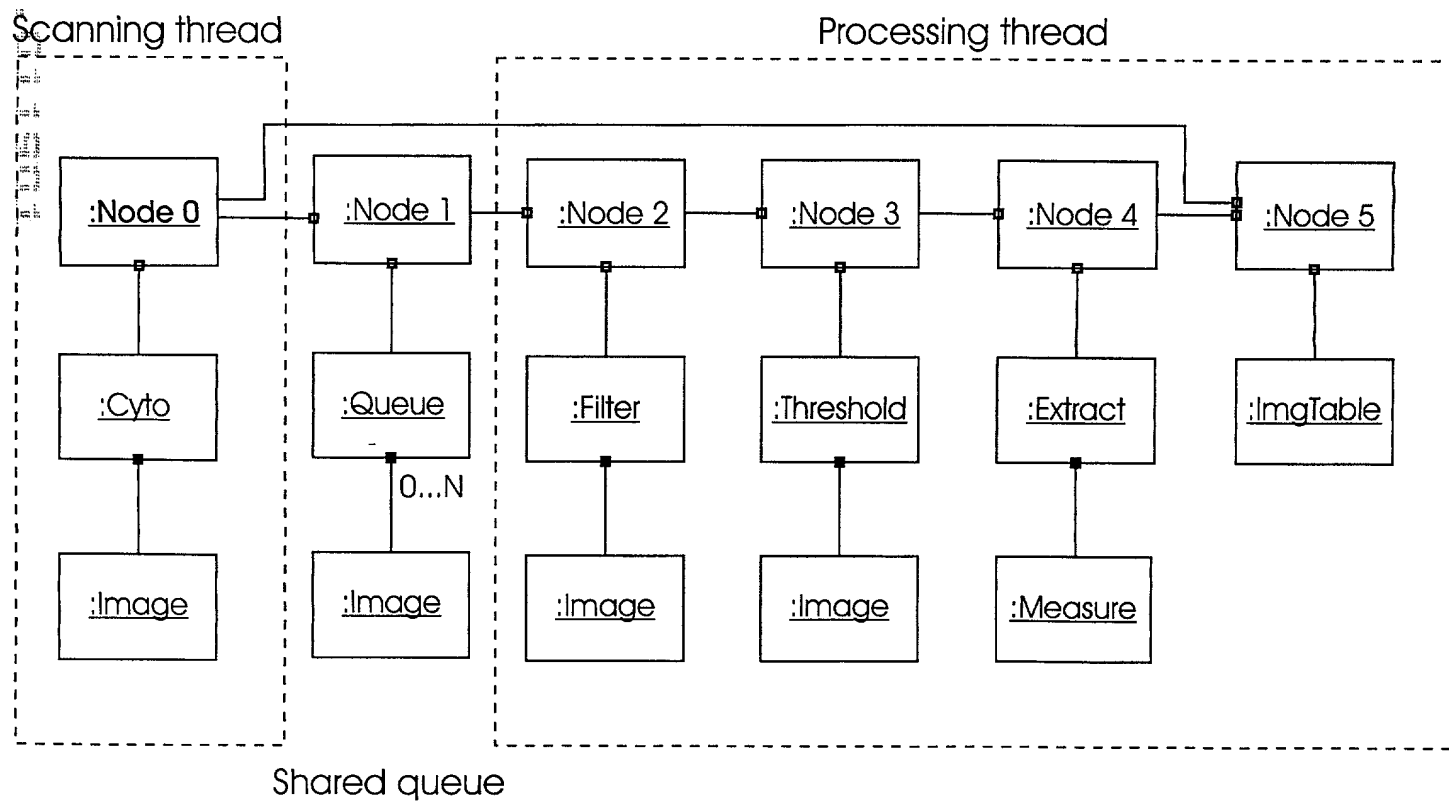 Scanning thread
Processing thread
:Node 0
:Node 1
:Node 2
:Node 3
:Node 4
:Node 5
:Cyto
:Queue
:Filter
:Threshold
:Extract
:ImgTable
0...N
:Image
:Image
:Image
:Image
:Measure
Shared queue